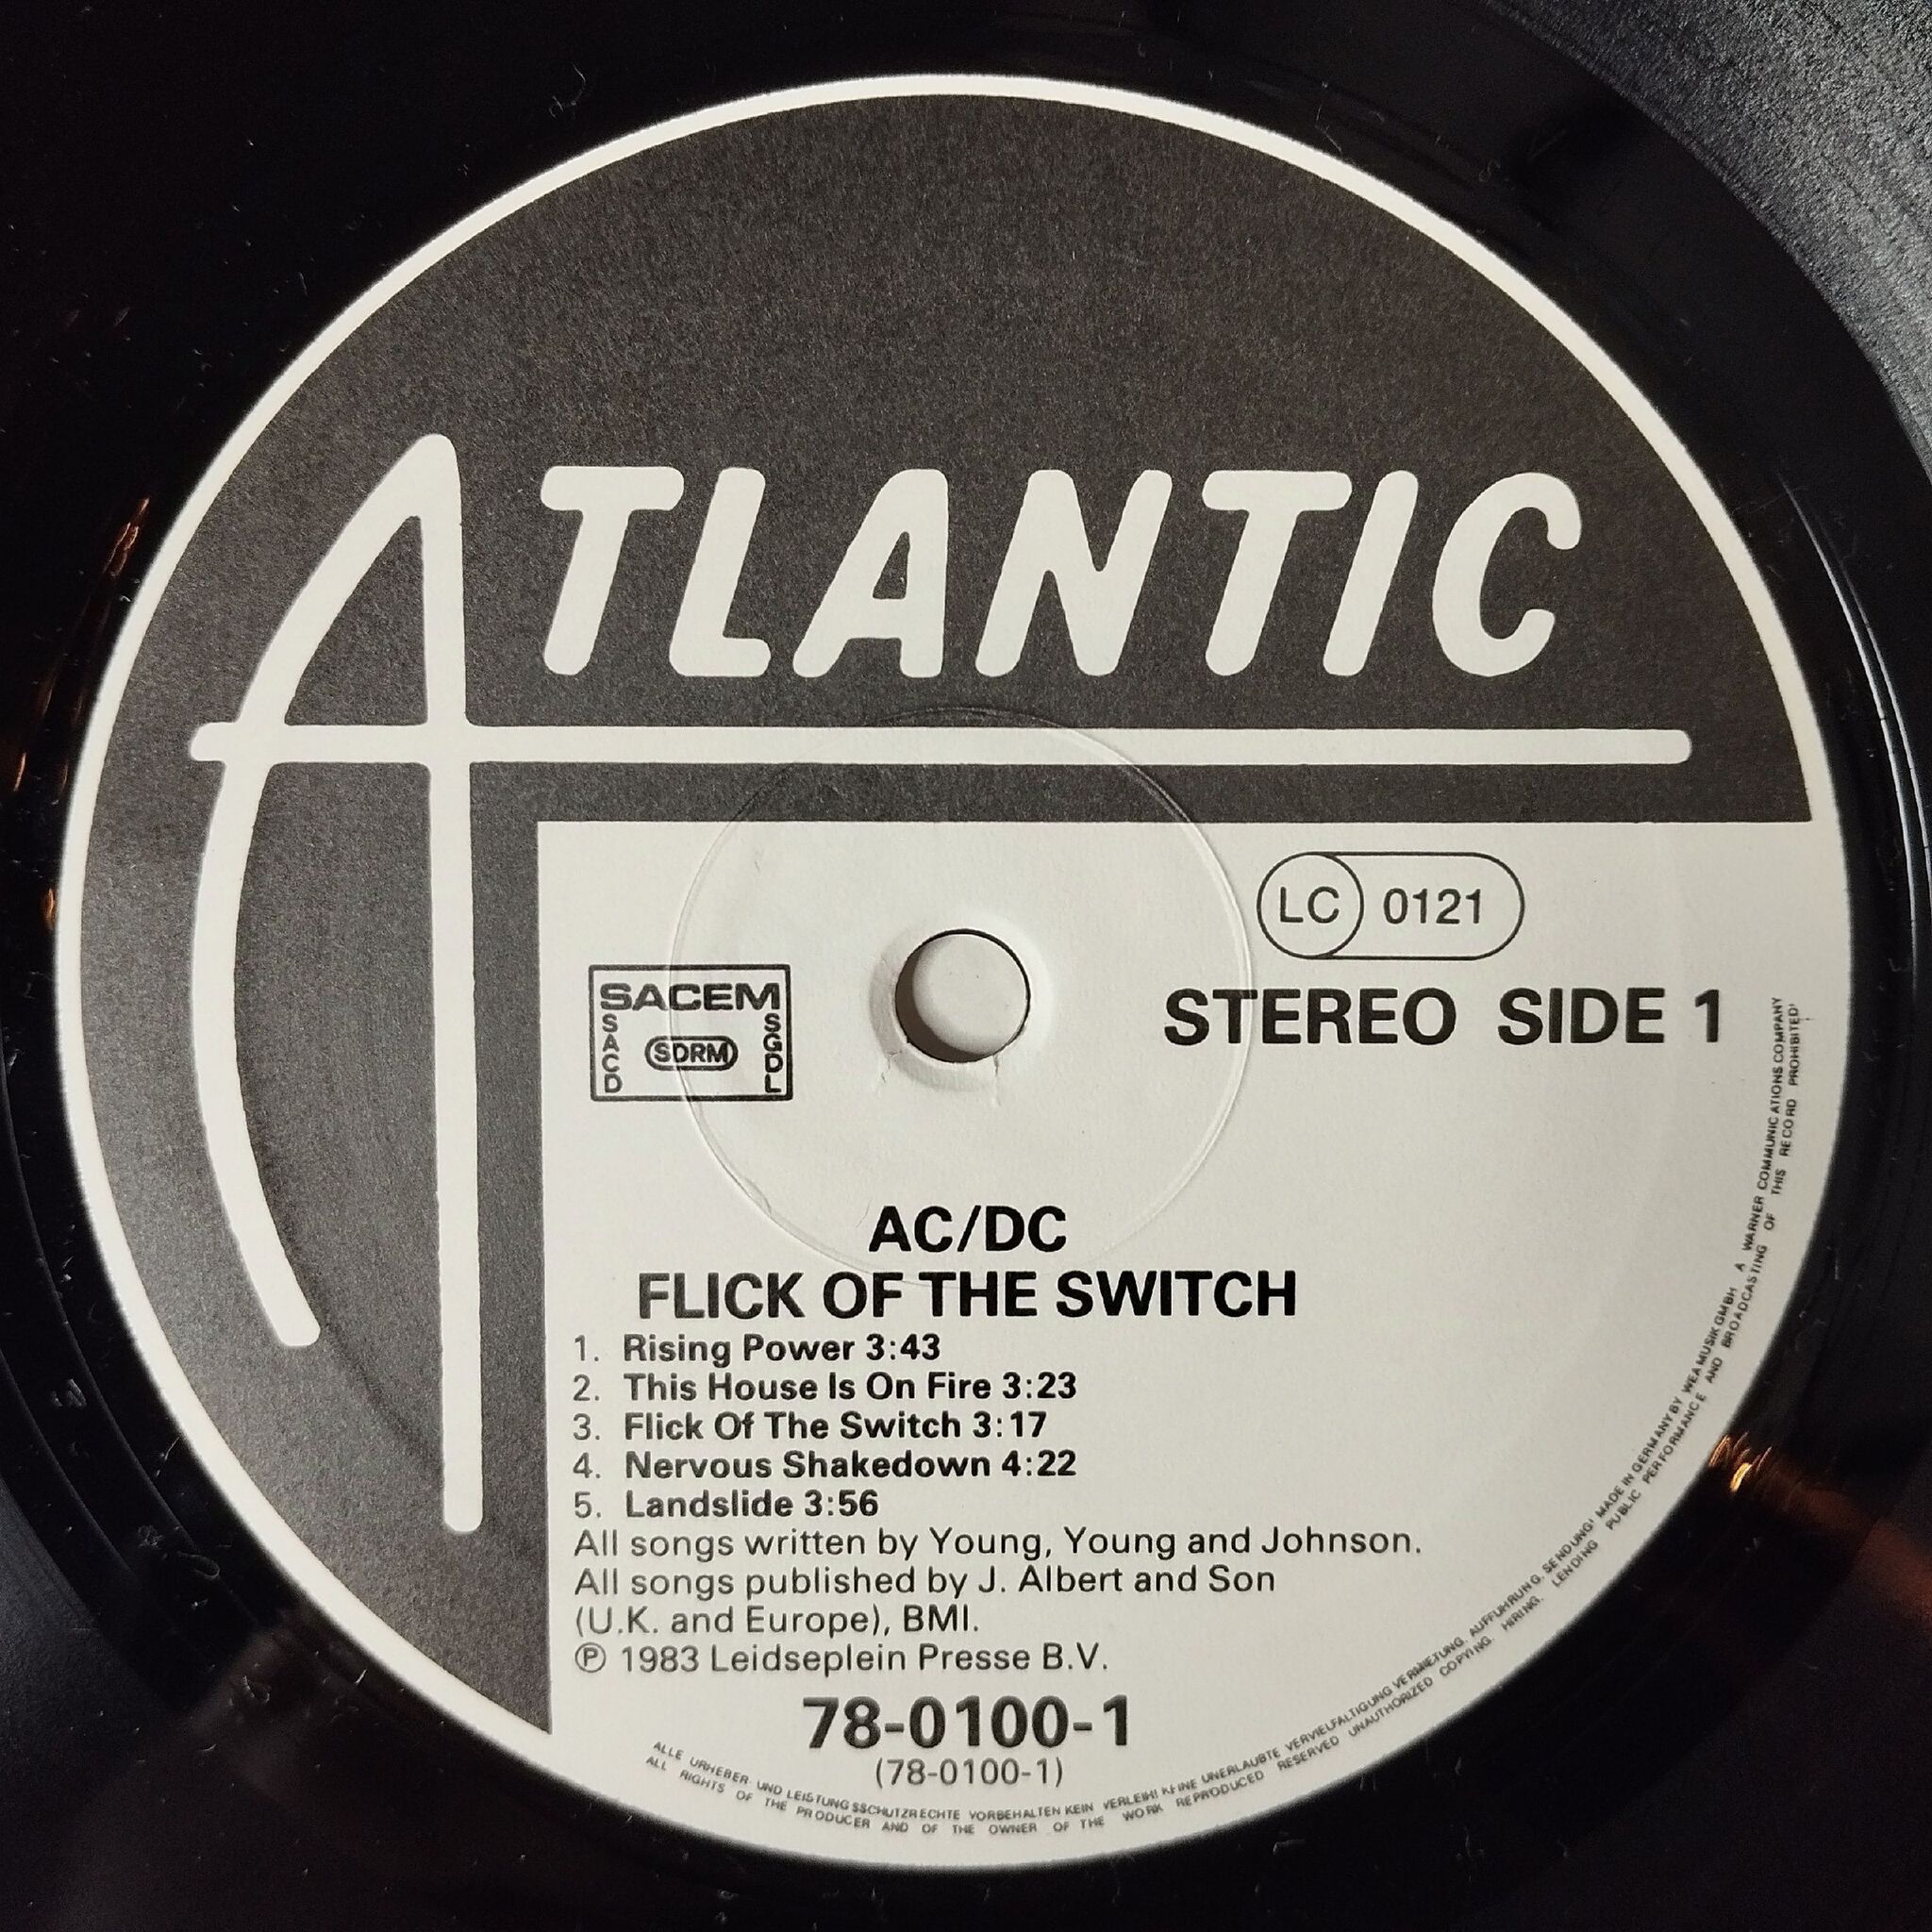 ATLANTIC
LC 0121
SACEM
SACD
SDRM
SGDL
STEREO SIDE 1
AC/DC
FLICK OF THE SWITCH
1. Rising Power 3:43
2. This House Is On Fire 3:23
3. Flick Of The Switch 3:17
4. Nervous Shakedown 4:22
5. Landslide 3:56
All songs written by Young, Young and Johnson.
All songs published by J. Albert and Son
(U.K. and Europe), BMI.
℗ 1983 Leidseplein Presse B.V.
78-0100-1
(78-0100-1)
ALLE URHEBER- UND LEISTUNGSSCHUTZRECHTE VORBEHALTEN KEIN VERLEIH! KEINE UNERLAUBTE VERVIELFÄLTIGUNG VERMIETUNG. AUFFÜHRUNG. SENDUNG! MADE IN GERMANY BY WEA MUSIK GMBH A WARNER COMMUNICATIONS COMPANY
ALL RIGHTS OF THE PRODUCER AND OF THE OWNER OF THE WORK REPRODUCED RESERVED UNAUTHORIZED COPYING. HIRING. LENDING PUBLIC PERFORMANCE AND BROADCASTING OF THIS RECORD PROHIBITED!